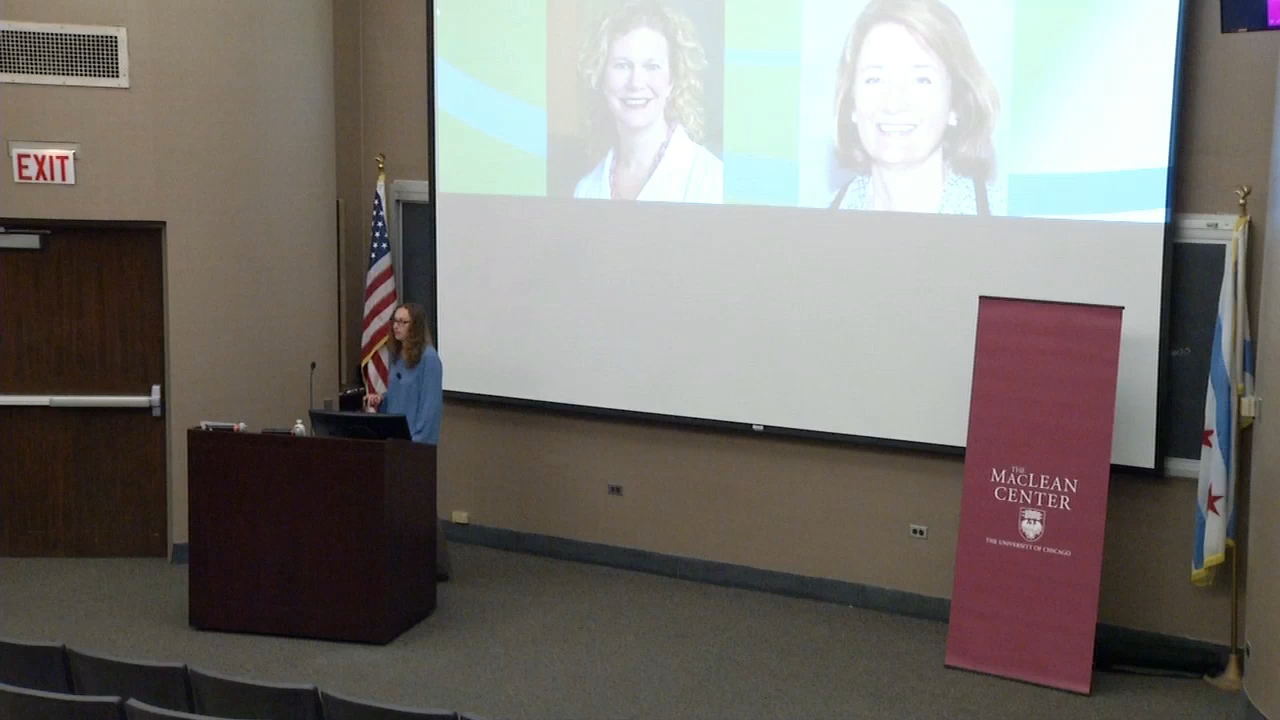 EXIT
THE
MACLEAN
CENTER
THE UNIVERSITY OF CHICAGO